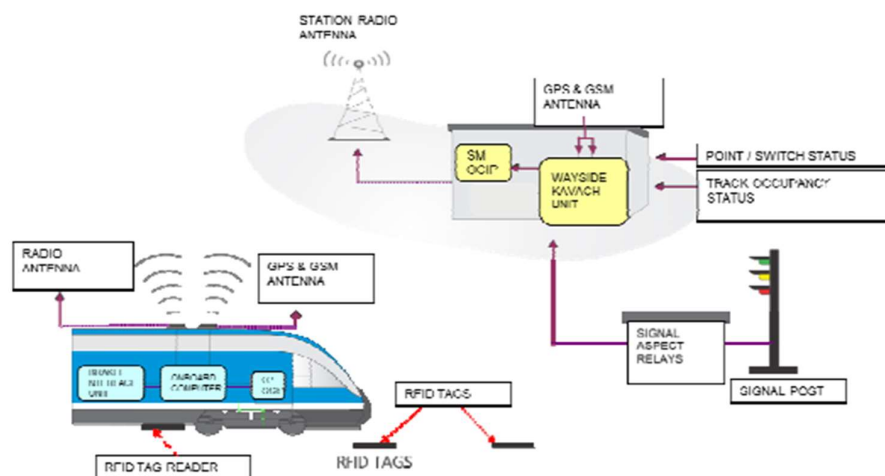 STATION RADIO
ANTENNA
GPS & GSM
ANTENNA
SM
OCIP
WAYSIDE
KAVACH
UNIT
POINT / SWITCH STATUS
TRACK OCCUPANCY
STATUS
RADIO
ANTENNA
GPS & GSM
ANTENNA
SIGNAL
ASPECT
RELAYS
SIGNAL POST
UNIT
ONBOARD
COMPUTER
RFID TAGS
RFID TAGS
RFID TAG READER